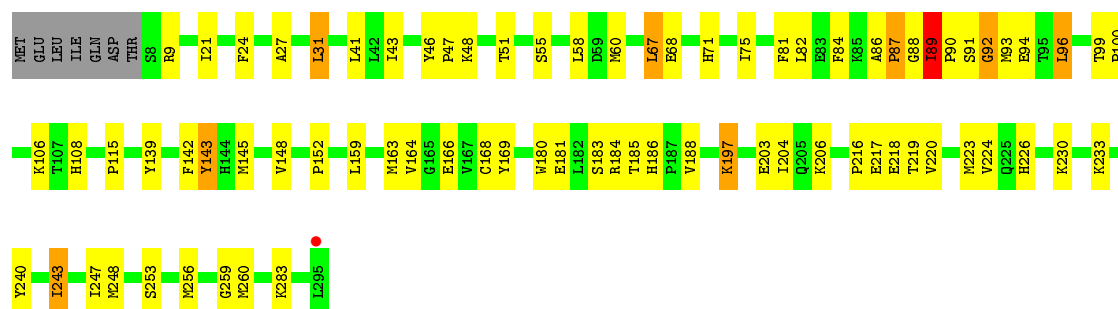 MET GLU LEU ILE GLN ASP THR S8 R9 I21 F24 A27 L31 L41 L42 I43 Y46 P47 K48 T51 S55 L58 D59 M60 L67 E68 H71 I75 F81 L82 E83 F84 K85 A86 P87 G88 I89 P90 S91 G92 M93 E94 T95 L96 T99 P100
K106 T107 H108 P115 Y139 F142 Y143 H144 M145 V148 P152 L159 M163 V164 G165 E166 V167 C168 Y169 W180 E181 L182 S183 R184 T185 H186 P187 V188 K197 E203 I204 Q205 K206 P216 E217 E218 T219 V220 M223 V224 Q225 H226 K230 K233
Y240 I243 I247 M248 S253 M256 G259 M260 K283 L295